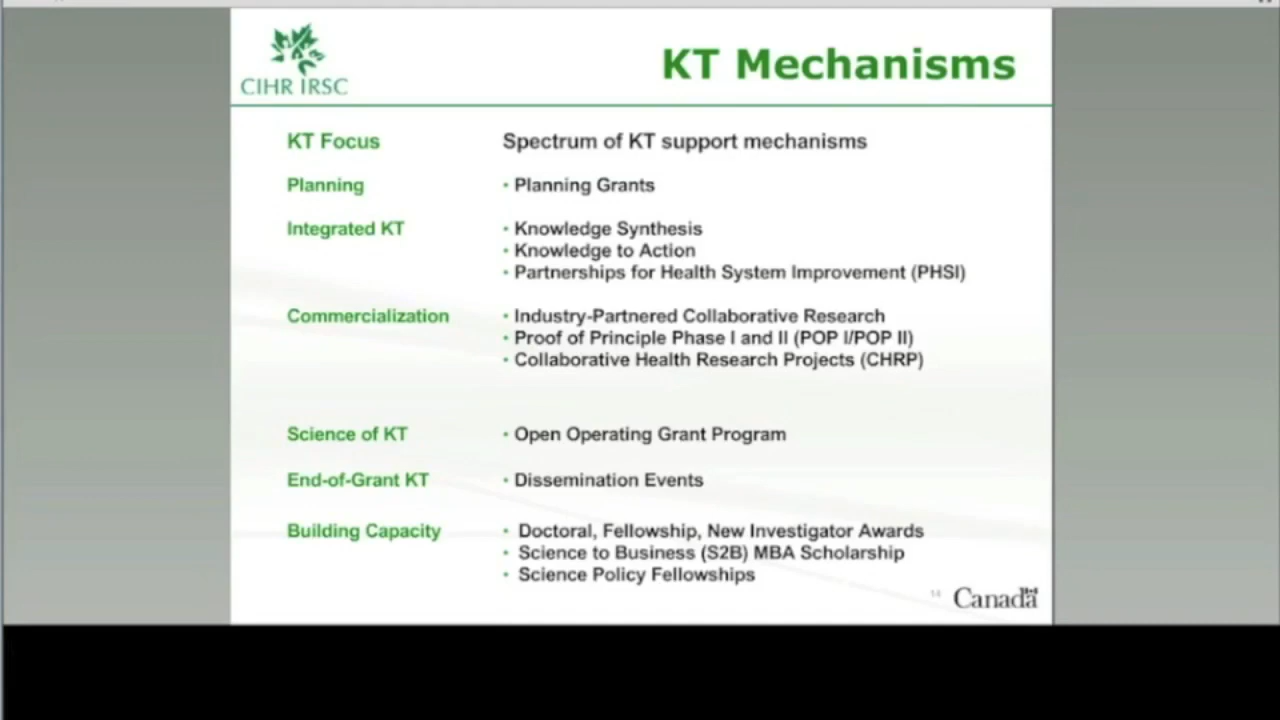 CIHR IRSC
KT Mechanisms
KT Focus Spectrum of KT support mechanisms
Planning • Planning Grants
Integrated KT • Knowledge Synthesis
• Knowledge to Action
• Partnerships for Health System Improvement (PHSI)
Commercialization • Industry-Partnered Collaborative Research
• Proof of Principle Phase I and II (POP I/POP II)
• Collaborative Health Research Projects (CHRP)
Science of KT • Open Operating Grant Program
End-of-Grant KT • Dissemination Events
Building Capacity • Doctoral, Fellowship, New Investigator Awards
• Science to Business (S2B) MBA Scholarship
• Science Policy Fellowships
14
Canada